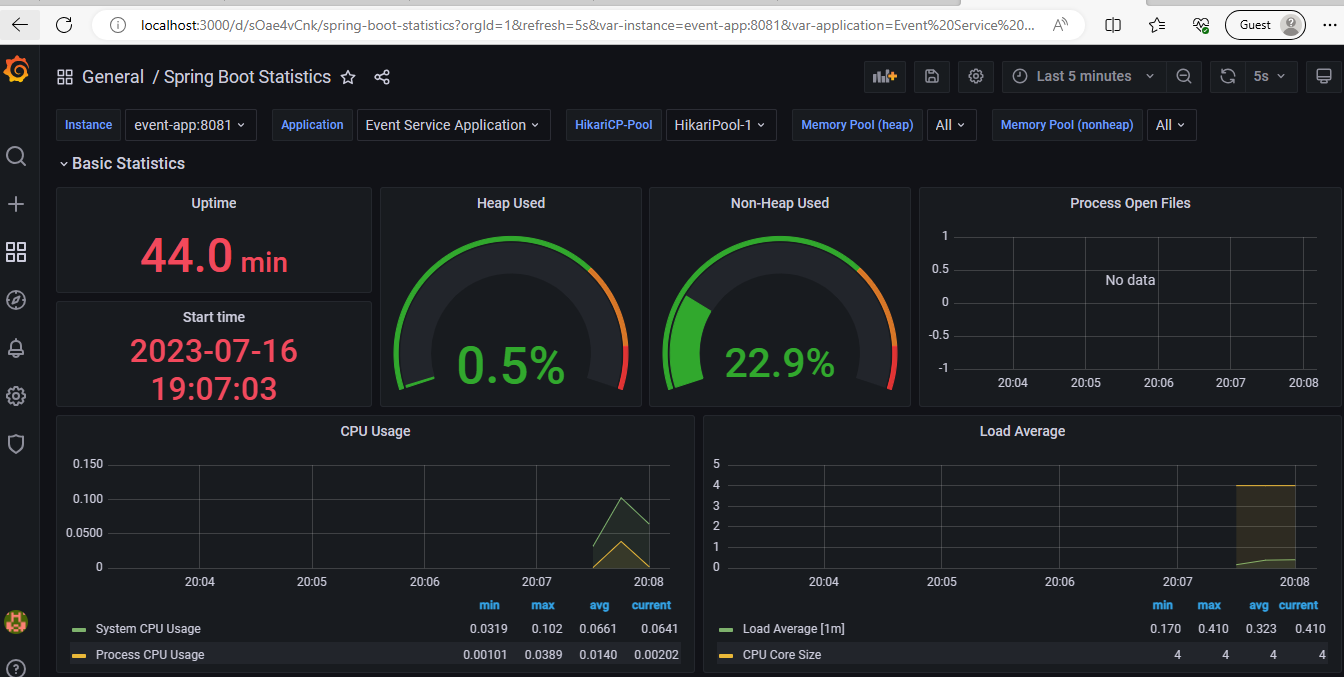 localhost:3000/d/sOae4vCnk/spring-boot-statistics?orgId=1&refresh=5s&var-instance=event-app:8081&var-application=Event%20Service%20...
A
Guest
General / Spring Boot Statistics
Last 5 minutes
5s
Instance event-app:8081 Application Event Service Application HikariCP-Pool HikariPool-1 Memory Pool (heap) All Memory Pool (nonheap) All
Basic Statistics
Uptime
44.0 min
Start time
2023-07-16
19:07:03
Heap Used
0.5%
Non-Heap Used
22.9%
Process Open Files
1
0.5
0
-0.5
-1
No data
20:04 20:05 20:06 20:07 20:08
CPU Usage
0.150
0.100
0.0500
0
20:04 20:05 20:06 20:07 20:08
min max avg current
System CPU Usage 0.0319 0.102 0.0661 0.0641
Process CPU Usage 0.00101 0.0389 0.0140 0.00202
Load Average
5
4
3
2
1
0
20:04 20:05 20:06 20:07 20:08
min max avg current
Load Average [1m] 0.170 0.410 0.323 0.410
CPU Core Size 4 4 4 4